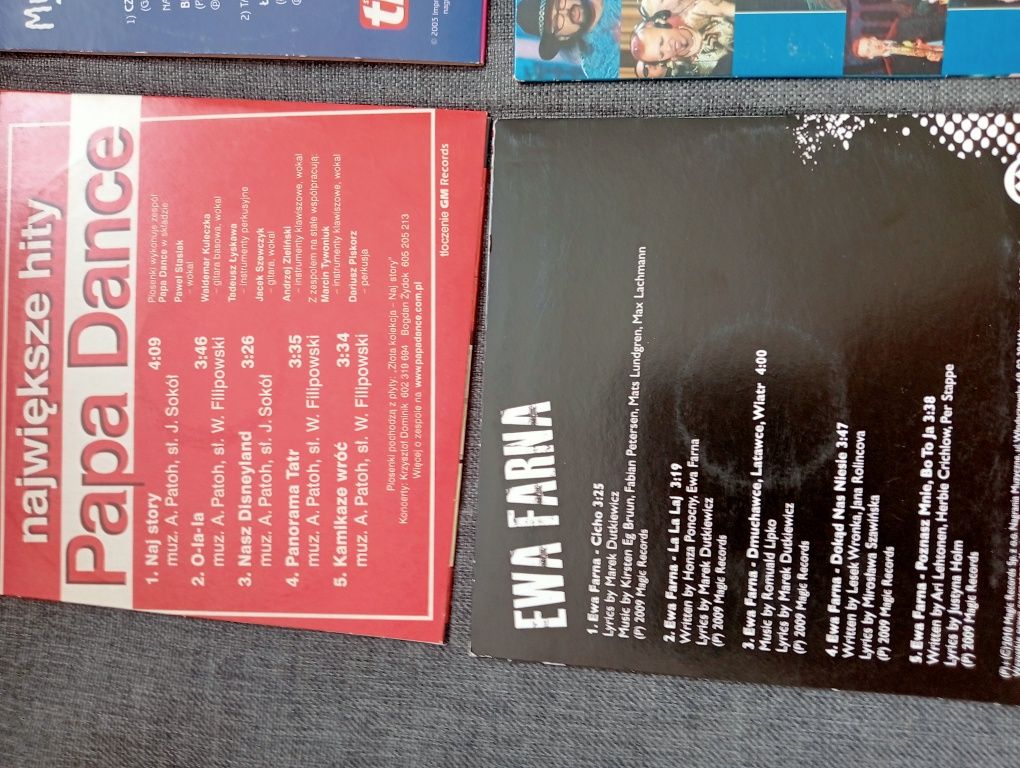 największe hity
Papa Dance
1. Naj story 4:09
muz. A. Patoh, sł. J. Sokół
2. O-la-la 3:46
muz. A. Patoh, sł. W. Filipowski
3. Nasz Disneyland 3:26
muz. A. Patoh, sł. J. Sokół
4. Panorama Tatr 3:35
muz. A. Patoh, sł. W. Filipowski
5. Kamikaze wróć 3:34
muz. A. Patoh, sł. W. Filipowski
Piosenki wykonuje zespół
Papa Dance w składzie
Paweł Stasiak
– wokal
Waldemar Kuleczka
– gitara basowa, wokal
Tadeusz Łyskawa
– instrumenty perkusyjne
Jacek Szewczyk
– gitara, wokal
Andrzej Zieliński
– instrumenty klawiszowe, wokal
Z zespołem na stałe współpracują:
Marcin Tywoniuk
– instrumenty klawiszowe, wokal
Dariusz Piskorz
– perkusja
Piosenki pochodzą z płyty: „Złota kolekcja - Naj story"
Koncerty: Krzysztof Dominik 602 319 694 Bogdan Żydok 605 205 213
Więcej o zespole na www.papadance.com.pl
tłoczenie GM Records
EWA FARNA
1. Ewa Farna - Cicho 3:25
Lyrics by Marek Dutkiewicz
Music by Kirsten Eg Bruun, Fabian Petersen, Mats Lundgren, Max Lachmann
(P) 2009 Magic Records
2. Ewa Farna - La La Laj 3:19
Written by Honza Ponocny, Ewa Farna
Lyrics by Marek Dutkiewicz
(P) 2009 Magic Records
3. Ewa Farna - Dmuchawce, Latawce, Wiatr 4:00
Music by Romuald Lipko
Lyrics by Marek Dutkiewicz
(P) 2009 Magic Records
4. Ewa Farna - Dokąd Nas Niesie 3:47
Written by Lesek Wronka, Jana Rolincova
Lyrics by Mirosława Szawińska
(P) 2009 Magic Records
5. Ewa Farna - Poznasz Mnie, Bo To Ja 3:38
Written by Ari Lehtonen, Herbie Crichlow, Per Stappe
Lyrics by Justyna Holm
(P) 2009 Magic Records
1)
2)
© 2003